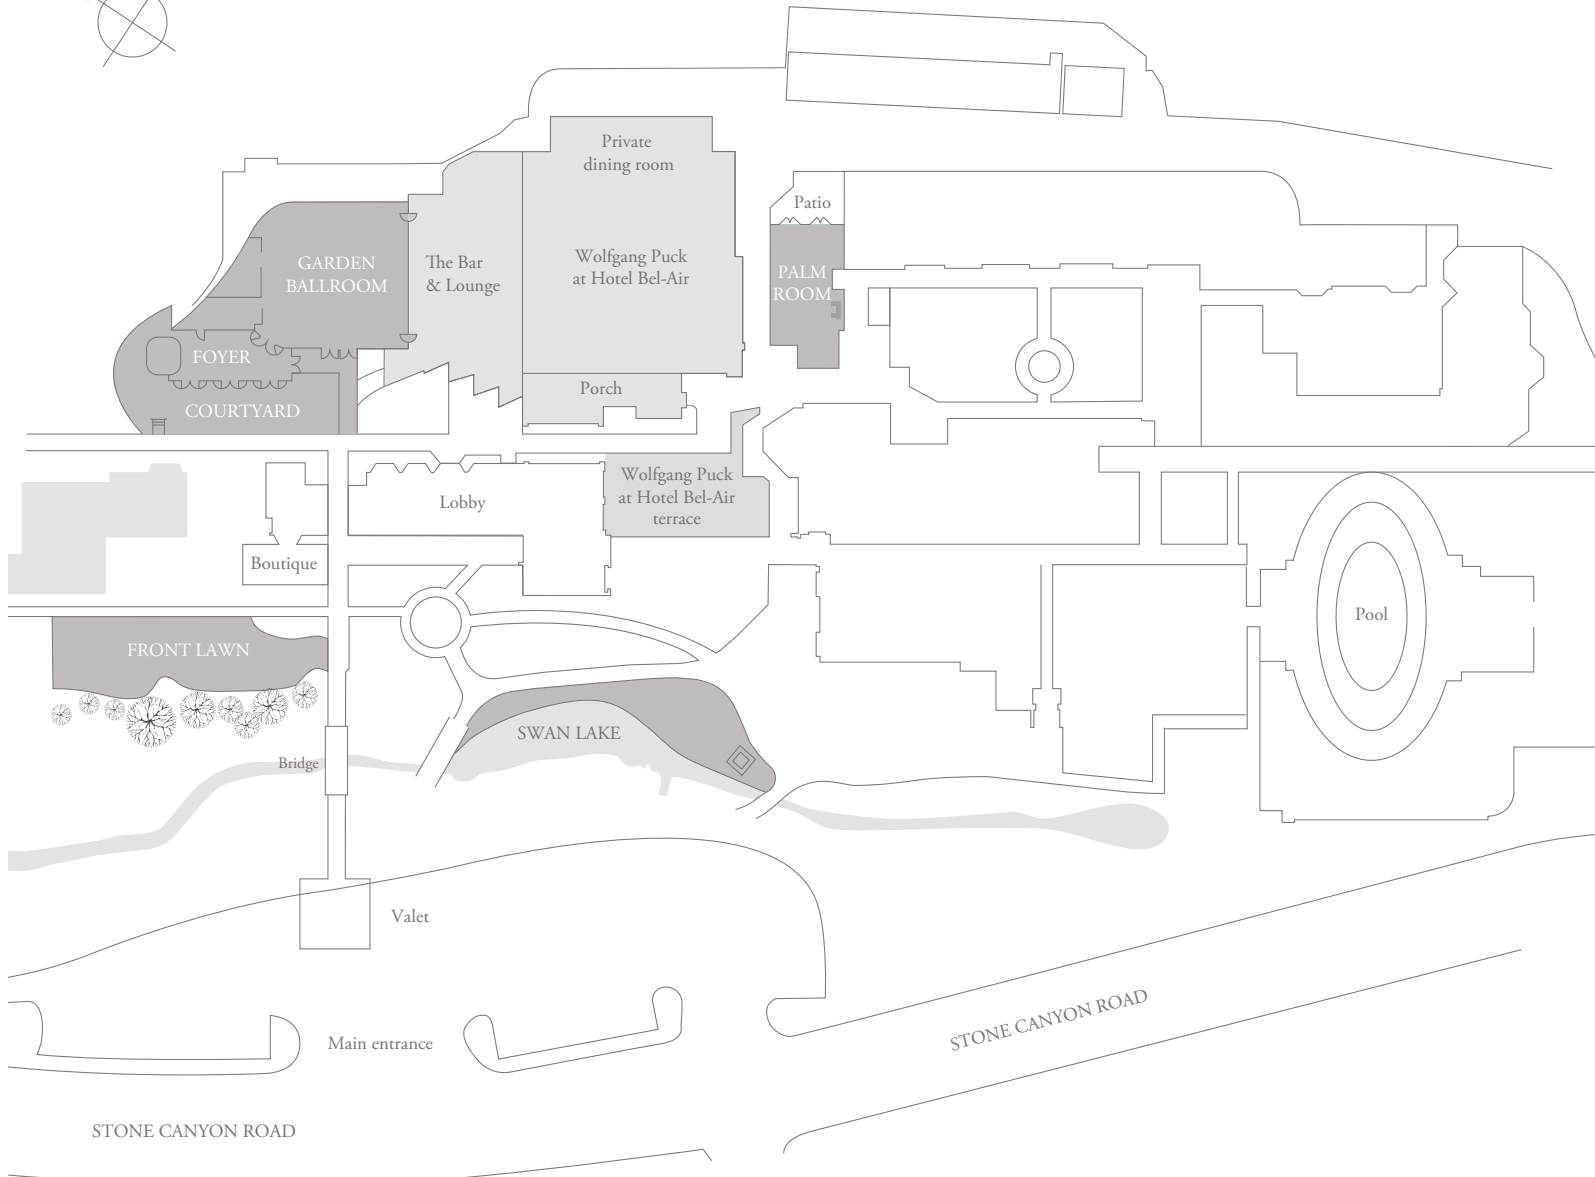 Private
dining room
Patio
Wolfgang Puck
at Hotel Bel-Air
The Bar
& Lounge
GARDEN
BALLROOM
PALM
ROOM
FOYER
Porch
COURTYARD
Wolfgang Puck
at Hotel Bel-Air
terrace
Lobby
Boutique
Pool
FRONT LAWN
SWAN LAKE
Bridge
Valet
STONE CANYON ROAD
Main entrance
STONE CANYON ROAD